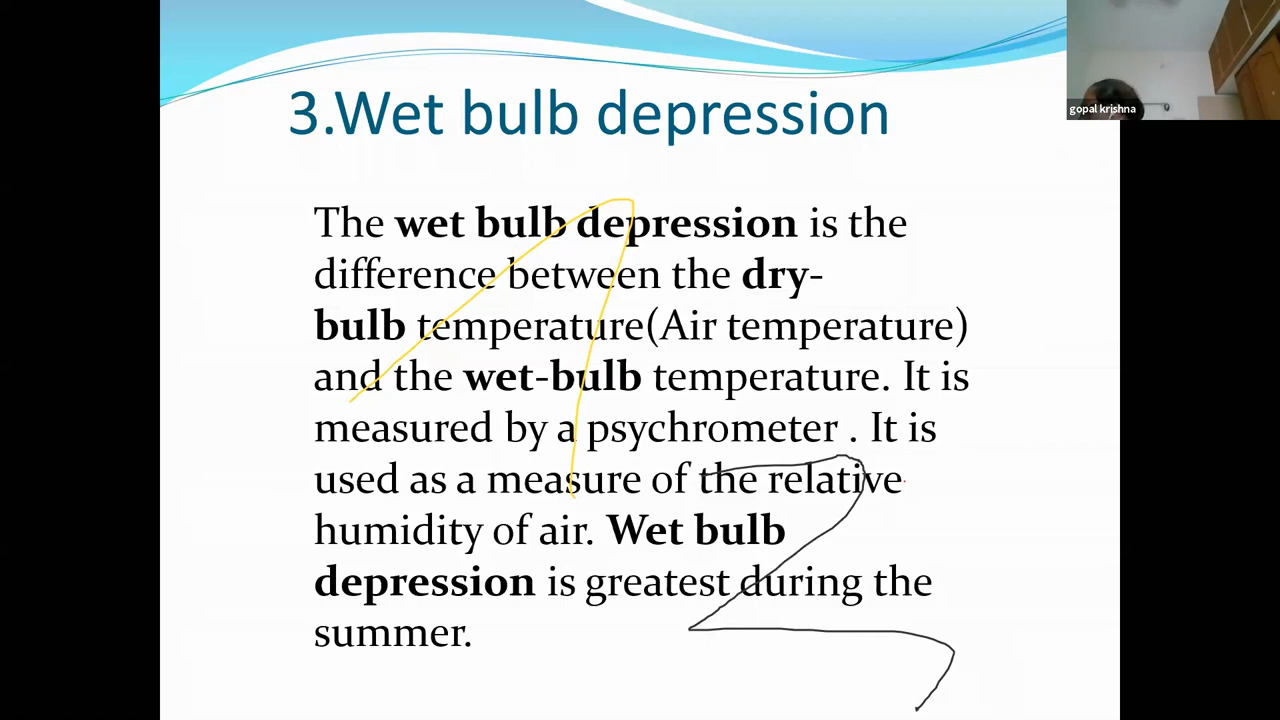 3.Wet bulb depression
gopal krishna
The wet bulb depression is the
difference between the dry-
bulb temperature(Air temperature)
and the wet-bulb temperature. It is
measured by a psychrometer . It is
used as a measure of the relative
humidity of air. Wet bulb
depression is greatest during the
summer.